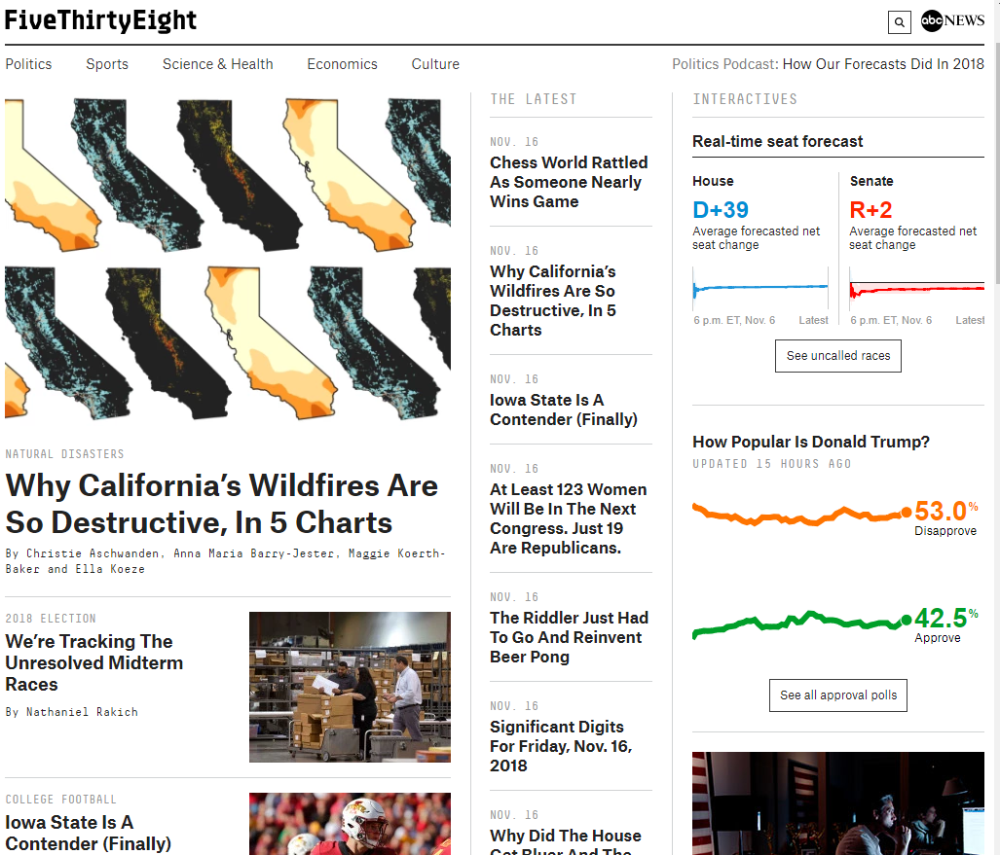 FiveThirtyEight
abc NEWS
Politics
Sports
Science & Health
Economics
Culture
Politics Podcast: How Our Forecasts Did In 2018
NATURAL DISASTERS
Why California’s Wildfires Are
So Destructive, In 5 Charts
By Christie Aschwanden, Anna Maria Barry-Jester, Maggie Koerth-
Baker and Ella Koeze
2018 ELECTION
We’re Tracking The
Unresolved Midterm
Races
By Nathaniel Rakich
COLLEGE FOOTBALL
Iowa State Is A
Contender (Finally)
THE LATEST
NOV. 16
Chess World Rattled
As Someone Nearly
Wins Game
NOV. 16
Why California’s
Wildfires Are So
Destructive, In 5
Charts
NOV. 16
Iowa State Is A
Contender (Finally)
NOV. 16
At Least 123 Women
Will Be In The Next
Congress. Just 19
Are Republicans.
NOV. 16
The Riddler Just Had
To Go And Reinvent
Beer Pong
NOV. 16
Significant Digits
For Friday, Nov. 16,
2018
NOV. 16
Why Did The House
Get Bluer And The
INTERACTIVES
Real-time seat forecast
House
D+39
Average forecasted net
seat change
6 p.m. ET, Nov. 6
Latest
Senate
R+2
Average forecasted net
seat change
6 p.m. ET, Nov. 6
Latest
See uncalled races
How Popular Is Donald Trump?
UPDATED 15 HOURS AGO
53.0%
Disapprove
42.5%
Approve
See all approval polls